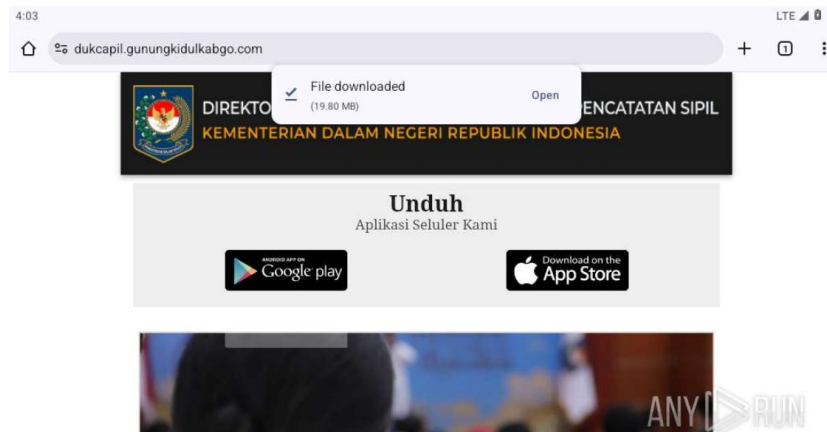 4:03
LTE
dukcapil.gunungkidulkabgo.com
1
File downloaded
(19.80 MB)
Open
DIREKTO
ENCATATAN SIPIL
KEMENTERIAN DALAM NEGERI REPUBLIK INDONESIA
Unduh
Aplikasi Seluler Kami
ANDROID APP ON
Google play
Download on the
App Store
ANY RUN